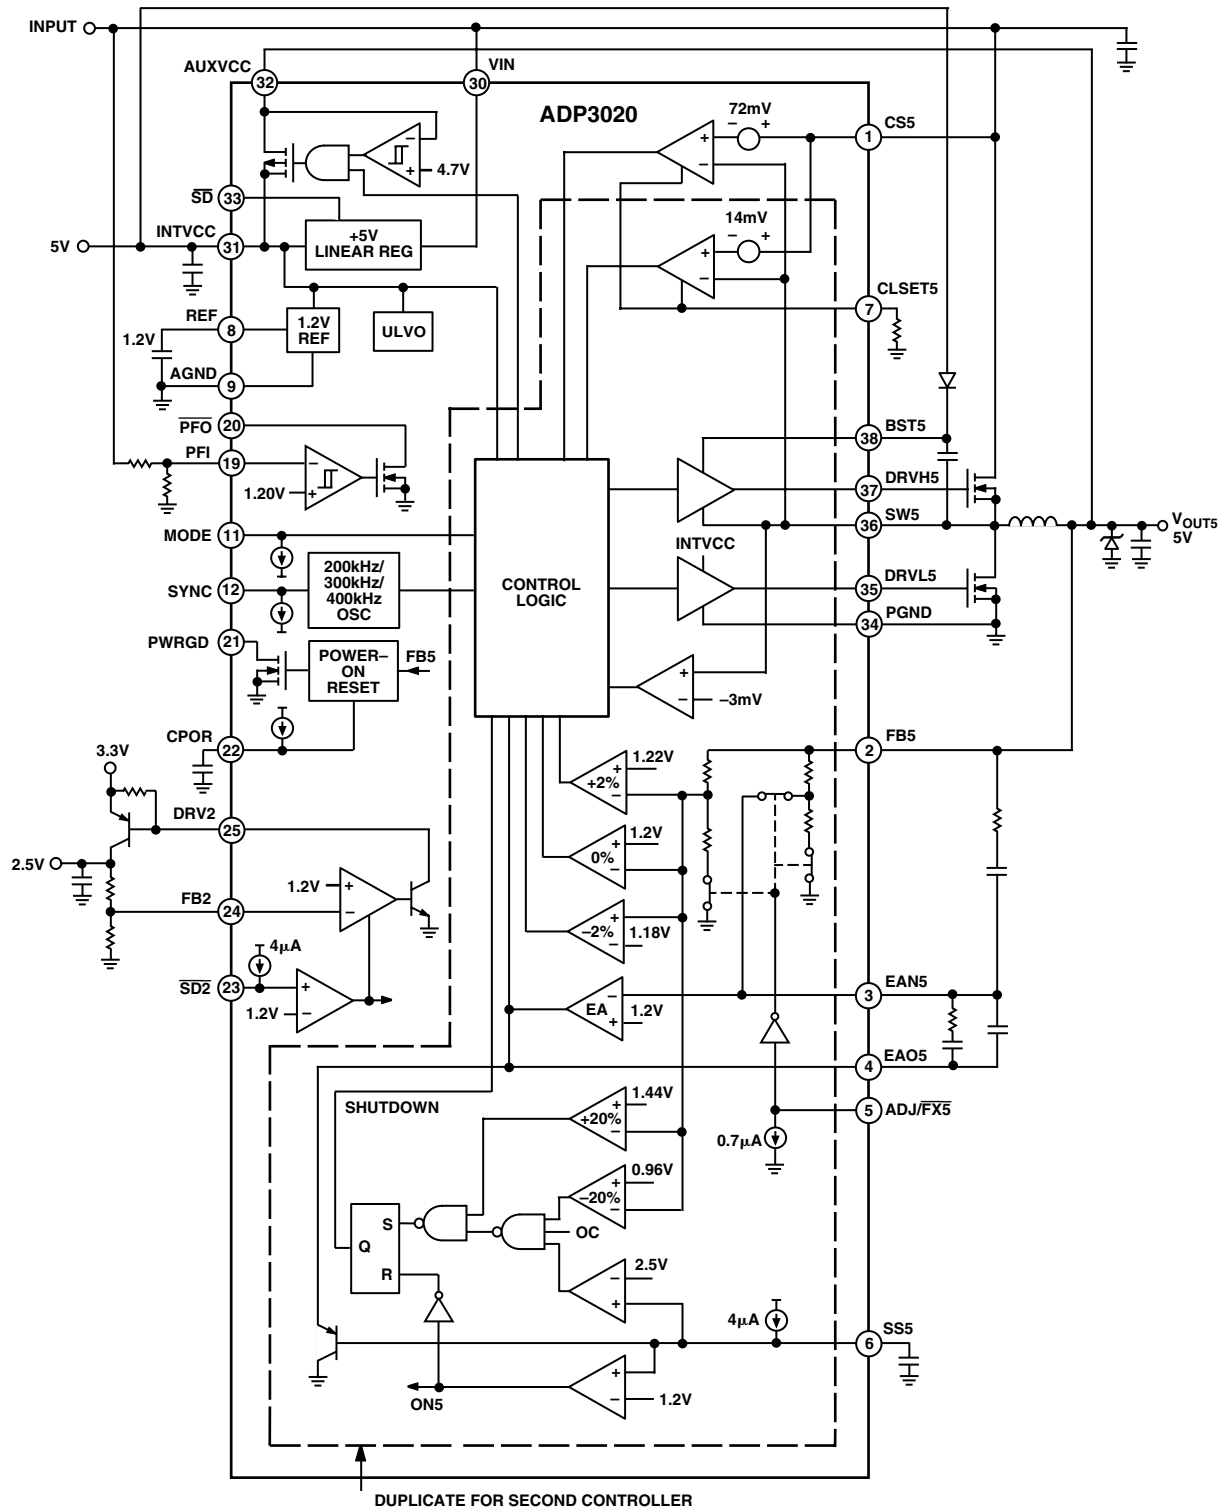 INPUT
AUXVCC
32
VIN
30
ADP3020
72mV
– +
CS5
1
+
–
–
+
4.7V
SD
33
14mV
– +
+
–
5V
INTVCC
31
+5V
LINEAR REG
CLSET5
7
REF
8
1.2V
REF
ULVO
1.2V
AGND
9
PFO
20
BST5
38
PFI
19
–
1.20V
+
DRVH5
37
SW5
36
VOUT5
5V
MODE
11
INTVCC
CONTROL
LOGIC
200kHz/
300kHz/
400kHz
OSC
SYNC
12
DRVL5
35
PGND
34
PWRGD
21
POWER–
ON
RESET
FB5
+
–
–3mV
CPOR
22
FB5
2
3.3V
1.22V
+
+2%
–
DRV2
25
1.2V
+
0%
–
2.5V
1.2V
+
–
FB2
24
+
–2%
1.18V
–
4µA
SD2
23
+
1.2V
–
–
EA
1.2V
+
EAN5
3
EAO5
4
SHUTDOWN
1.44V
+
+20%
–
ADJ/FX5
5
0.7µA
0.96V
+
–20%
–
S
Q
R
OC
2.5V
–
+
4µA
SS5
6
+
–
1.2V
ON5
DUPLICATE FOR SECOND CONTROLLER